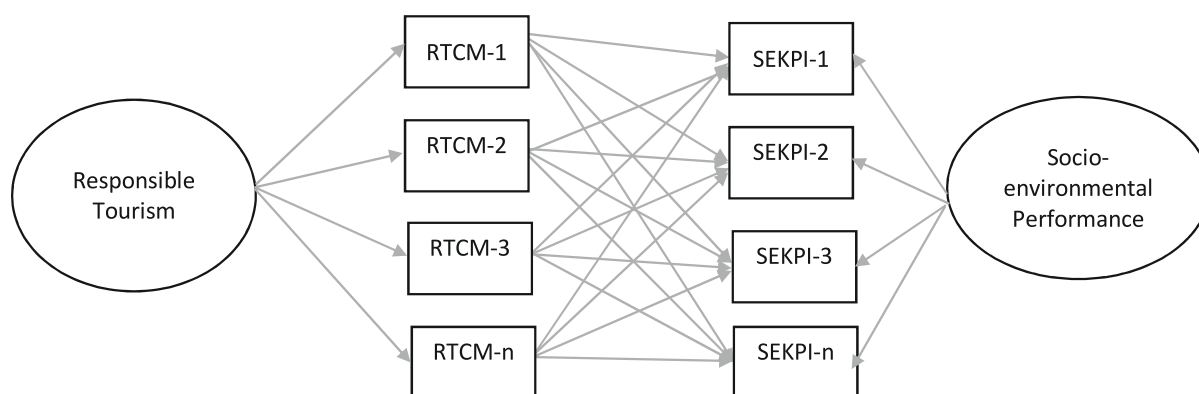 Responsible
Tourism
RTCM-1
RTCM-2
RTCM-3
RTCM-n
SEKPI-1
SEKPI-2
SEKPI-3
SEKPI-n
Socio-
environmental
Performance